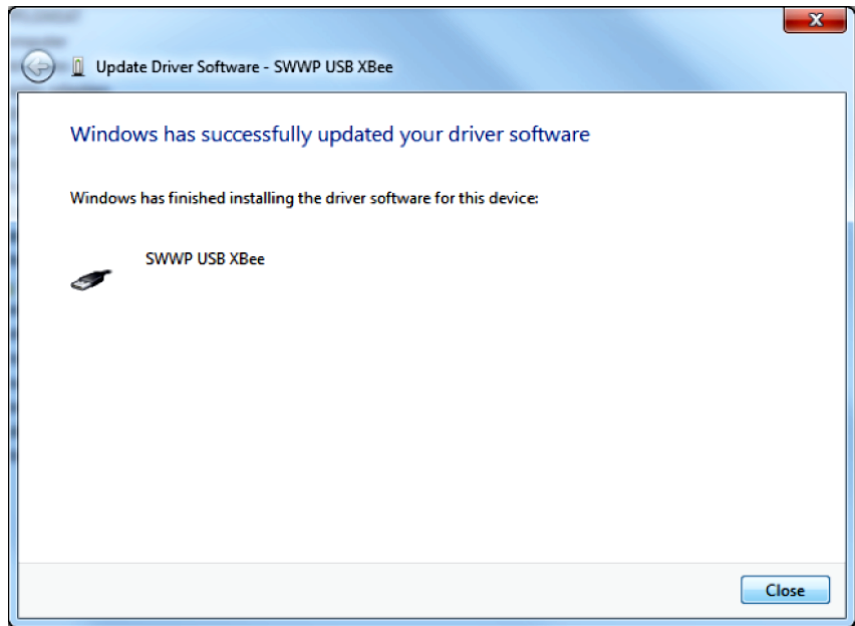 Update Driver Software - SWWP USB XBee
Windows has successfully updated your driver software
Windows has finished installing the driver software for this device:
SWWP USB XBee
Close